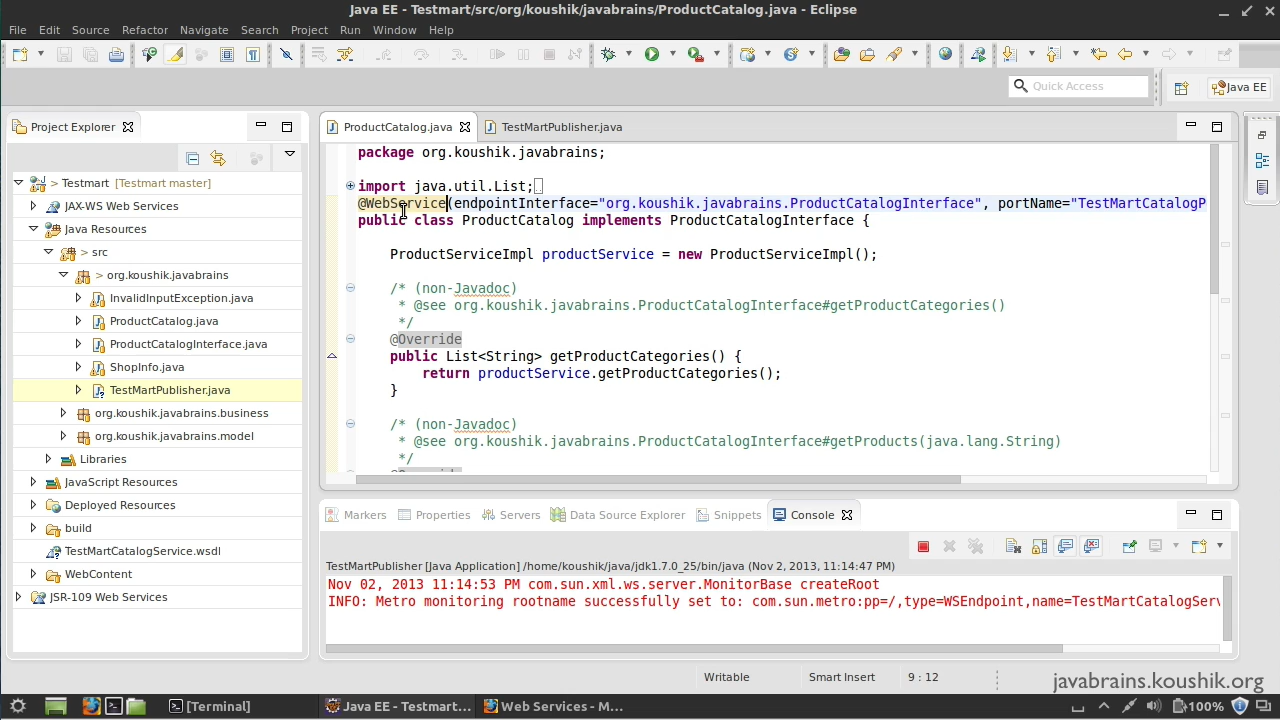 Java EE - Testmart/src/org/koushik/javabrains/ProductCatalog.java - Eclipse
File Edit Source Refactor Navigate Search Project Run Window Help
Quick Access
Java EE
Project Explorer
> Testmart [Testmart master]
JAX-WS Web Services
Java Resources
> src
> org.koushik.javabrains
InvalidInputException.java
ProductCatalog.java
ProductCatalogInterface.java
ShopInfo.java
TestMartPublisher.java
org.koushik.javabrains.business
org.koushik.javabrains.model
Libraries
JavaScript Resources
Deployed Resources
build
TestMartCatalogService.wsdl
WebContent
JSR-109 Web Services
ProductCatalog.java TestMartPublisher.java
package org.koushik.javabrains;
import java.util.List;
@WebService(endpointInterface="org.koushik.javabrains.ProductCatalogInterface", portName="TestMartCatalogP
public class ProductCatalog implements ProductCatalogInterface {
ProductServiceImpl productService = new ProductServiceImpl();
/* (non-Javadoc)
* @see org.koushik.javabrains.ProductCatalogInterface#getProductCategories()
*/
@Override
public List<String> getProductCategories() {
return productService.getProductCategories();
}
/* (non-Javadoc)
* @see org.koushik.javabrains.ProductCatalogInterface#getProducts(java.lang.String)
*/
Markers Properties Servers Data Source Explorer Snippets Console
TestMartPublisher [Java Application] /home/koushik/java/jdk1.7.0_25/bin/java (Nov 2, 2013, 11:14:47 PM)
Nov 02, 2013 11:14:53 PM com.sun.xml.ws.server.MonitorBase createRoot
INFO: Metro monitoring rootname successfully set to: com.sun.metro:pp=/,type=WSEndpoint,name=TestMartCatalogServ
Writable Smart Insert 9 : 12
javabrains.koushik.org
[Terminal] Java EE - Testmart... Web Services - M... 100%